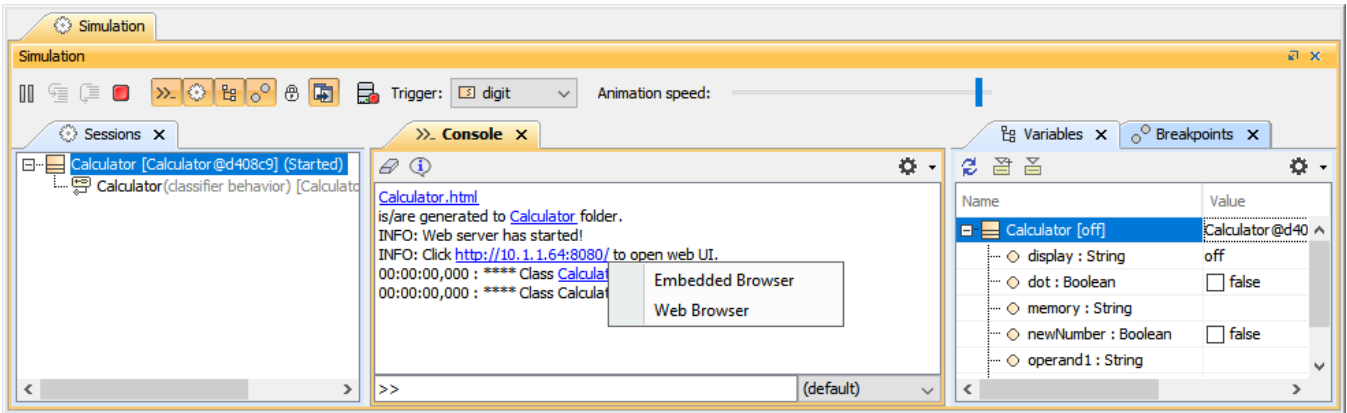 Simulation
Simulation
Trigger: digit Animation speed:
Sessions
Calculator [Calculator@d408c9] (Started)
Calculator(classifier behavior) [Calculato
Console
Calculator.html
is/are generated to Calculator folder.
INFO: Web server has started!
INFO: Click http://10.1.1.64:8080/ to open web UI.
00:00:00,000 : **** Class Calculat
00:00:00,000 : **** Class Calculat
Embedded Browser
Web Browser
>> (default)
Variables Breakpoints
Name Value
Calculator [off] Calculator@d40
display : String off
dot : Boolean false
memory : String
newNumber : Boolean false
operand1 : String